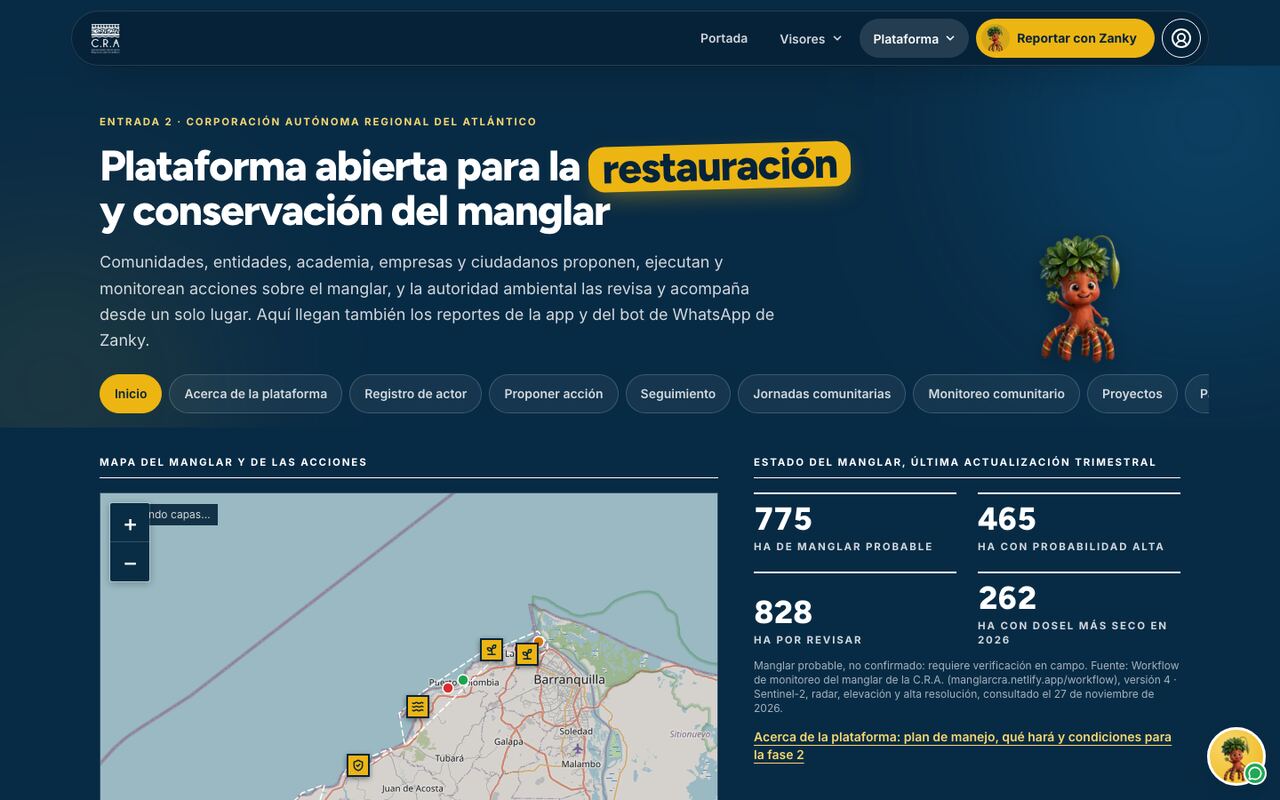 C.R.A
Portada
Visores
Plataforma
Reportar con Zanky
ENTRADA 2 · CORPORACIÓN AUTÓNOMA REGIONAL DEL ATLÁNTICO
Plataforma abierta para la restauración
y conservación del manglar
Comunidades, entidades, academia, empresas y ciudadanos proponen, ejecutan y
monitorean acciones sobre el manglar, y la autoridad ambiental las revisa y acompaña
desde un solo lugar. Aquí llegan también los reportes de la app y del bot de WhatsApp de
Zanky.
Inicio
Acerca de la plataforma
Registro de actor
Proponer acción
Seguimiento
Jornadas comunitarias
Monitoreo comunitario
Proyectos
MAPA DEL MANGLAR Y DE LAS ACCIONES
+
ndo capas...
−
Barranquilla
Soledad
Sitionuevo
Galapa
Malambo
Tubará
Juan de Acosta
ESTADO DEL MANGLAR, ÚLTIMA ACTUALIZACIÓN TRIMESTRAL
775
HA DE MANGLAR PROBABLE
465
HA CON PROBABILIDAD ALTA
828
HA POR REVISAR
262
HA CON DOSEL MÁS SECO EN
2026
Manglar probable, no confirmado: requiere verificación en campo. Fuente: Workflow
de monitoreo del manglar de la C.R.A. (manglarcra.netlify.app/workflow), versión 4 ·
Sentinel-2, radar, elevación y alta resolución, consultado el 27 de noviembre de
2026.
Acerca de la plataforma: plan de manejo, qué hará y condiciones para
la fase 2